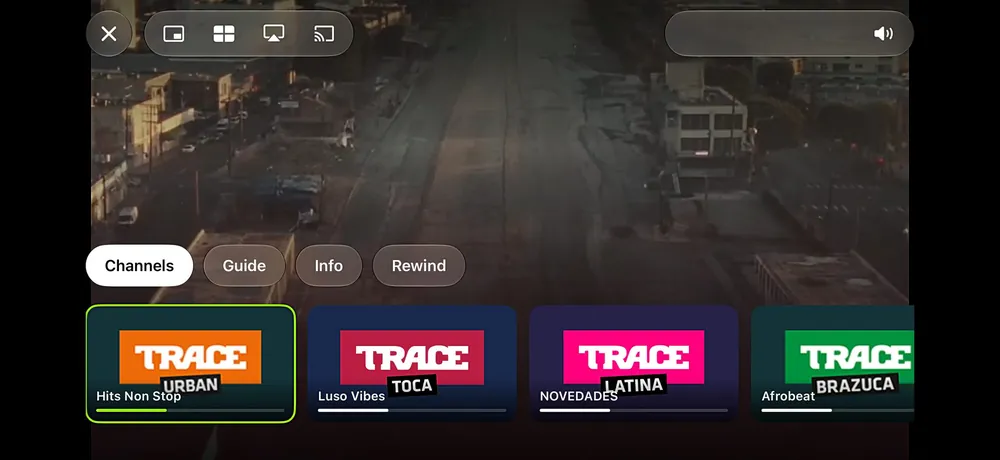 Channels
Guide
Info
Rewind
TRACE
URBAN
Hits Non Stop
TRACE
TOCA
Luso Vibes
TRACE
LATINA
NOVEDADES
TRACE
BRAZUCA
Afrobeat